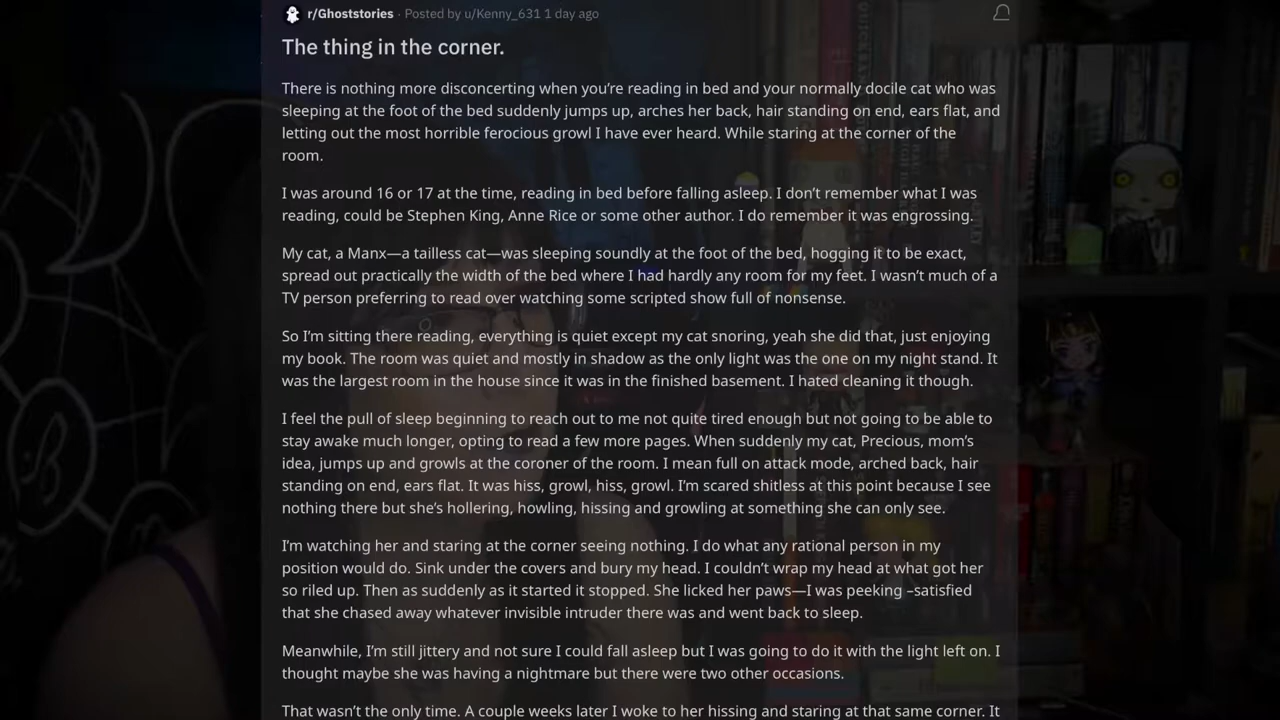 r/Ghoststories · Posted by u/Kenny_631 1 day ago
The thing in the corner.
There is nothing more disconcerting when you’re reading in bed and your normally docile cat who was
sleeping at the foot of the bed suddenly jumps up, arches her back, hair standing on end, ears flat, and
letting out the most horrible ferocious growl I have ever heard. While staring at the corner of the
room.
I was around 16 or 17 at the time, reading in bed before falling asleep. I don’t remember what I was
reading, could be Stephen King, Anne Rice or some other author. I do remember it was engrossing.
My cat, a Manx—a tailless cat—was sleeping soundly at the foot of the bed, hogging it to be exact,
spread out practically the width of the bed where I had hardly any room for my feet. I wasn’t much of a
TV person preferring to read over watching some scripted show full of nonsense.
So I’m sitting there reading, everything is quiet except my cat snoring, yeah she did that, just enjoying
my book. The room was quiet and mostly in shadow as the only light was the one on my night stand. It
was the largest room in the house since it was in the finished basement. I hated cleaning it though.
I feel the pull of sleep beginning to reach out to me not quite tired enough but not going to be able to
stay awake much longer, opting to read a few more pages. When suddenly my cat, Precious, mom’s
idea, jumps up and growls at the coroner of the room. I mean full on attack mode, arched back, hair
standing on end, ears flat. It was hiss, growl, hiss, growl. I’m scared shitless at this point because I see
nothing there but she’s hollering, howling, hissing and growling at something she can only see.
I’m watching her and staring at the corner seeing nothing. I do what any rational person in my
position would do. Sink under the covers and bury my head. I couldn’t wrap my head at what got her
so riled up. Then as suddenly as it started it stopped. She licked her paws—I was peeking –satisfied
that she chased away whatever invisible intruder there was and went back to sleep.
Meanwhile, I’m still jittery and not sure I could fall asleep but I was going to do it with the light left on. I
thought maybe she was having a nightmare but there were two other occasions.
That wasn’t the only time. A couple weeks later I woke to her hissing and staring at that same corner. It